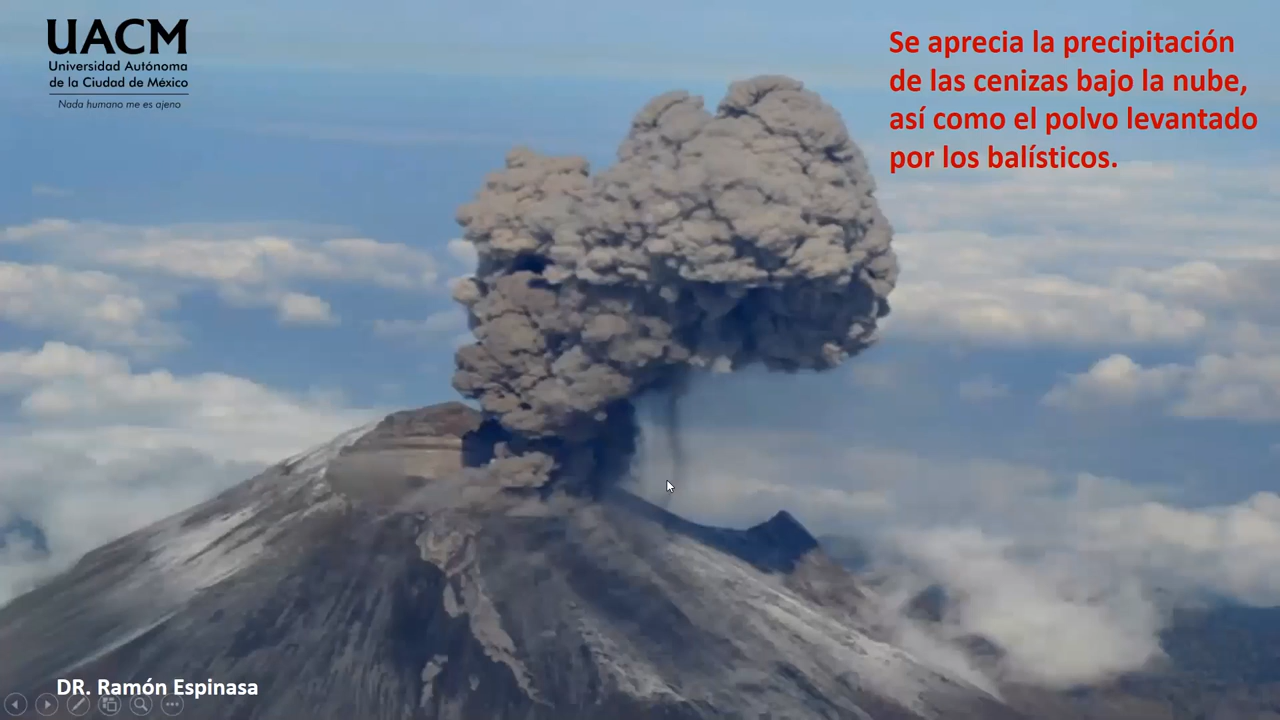 UACM
Universidad Autónoma
de la Ciudad de México
Nada humano me es ajeno
Se aprecia la precipitación
de las cenizas bajo la nube,
así como el polvo levantado
por los balísticos.
DR. Ramón Espinasa